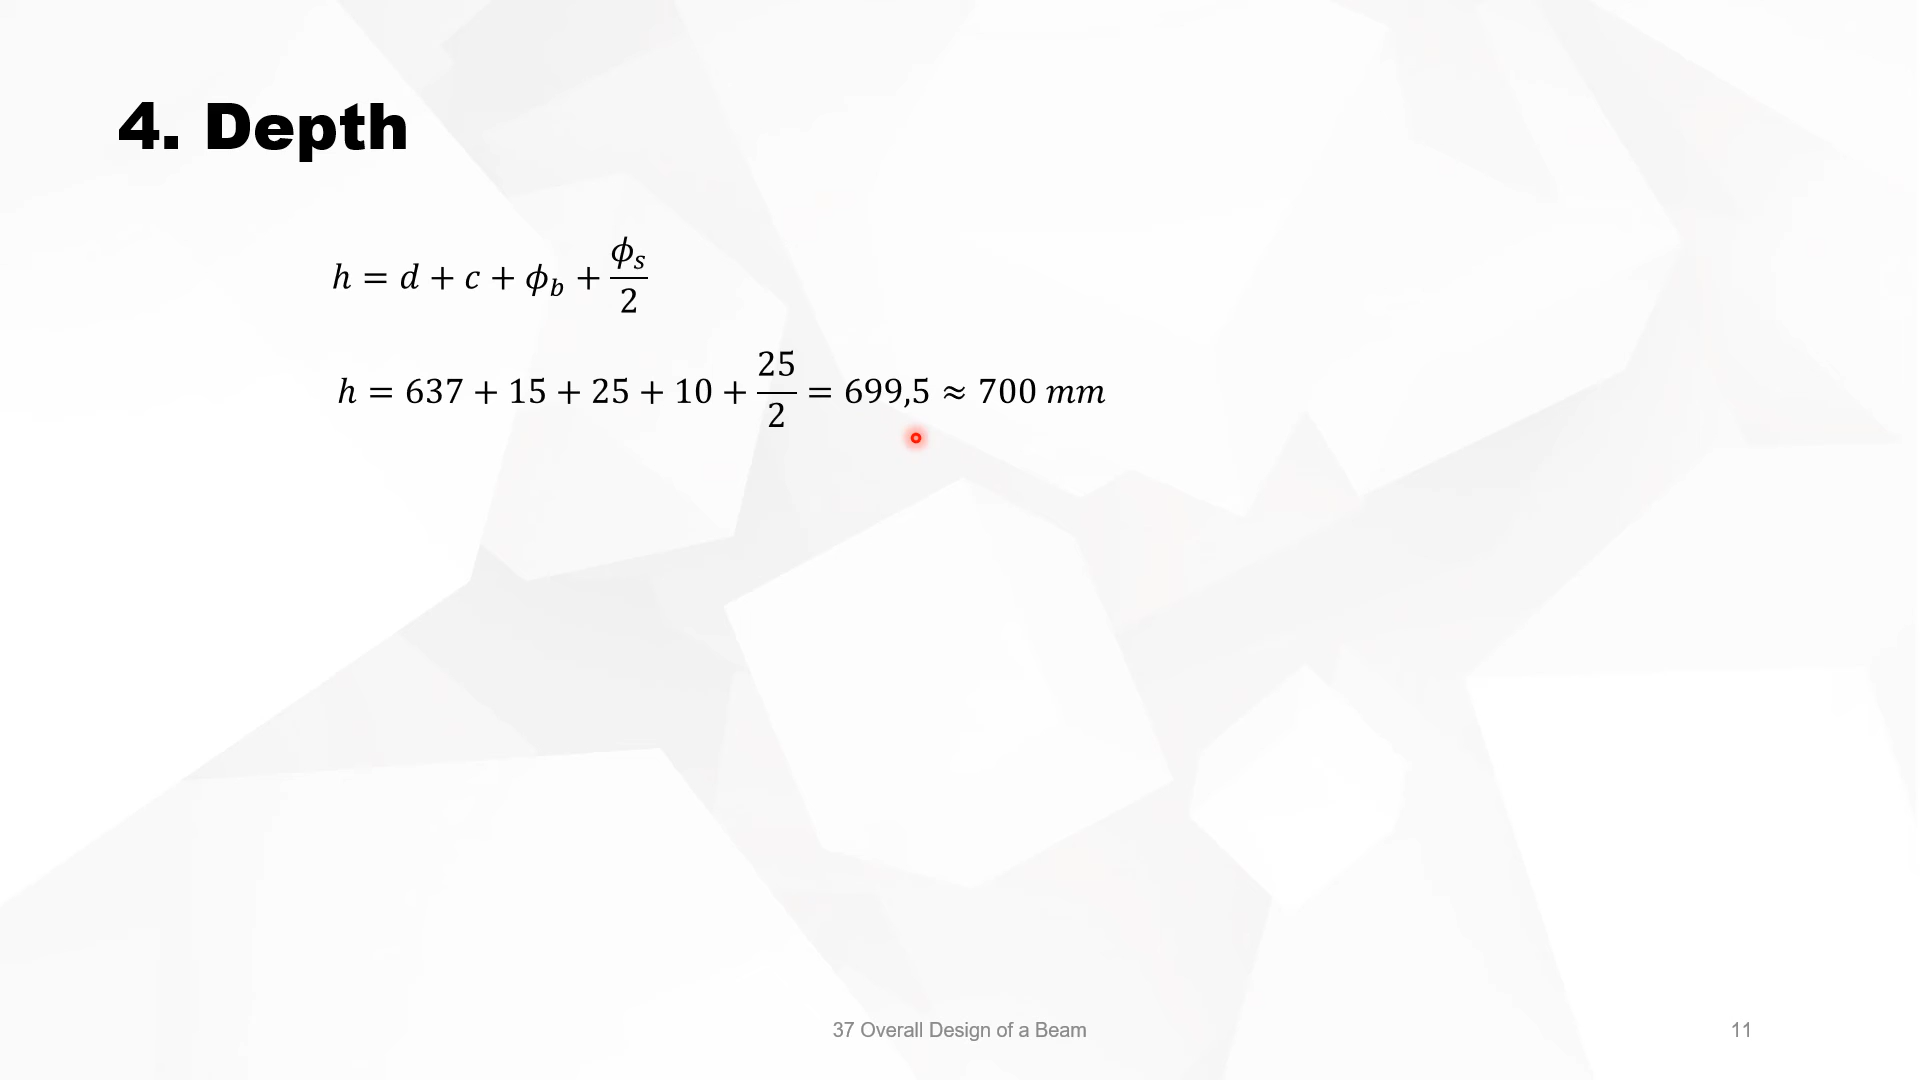 4. Depth
h = d + c + ϕ_b + ϕ_s/2
h = 637 + 15 + 25 + 10 + 25/2 = 699,5 ≈ 700 mm
37 Overall Design of a Beam
11